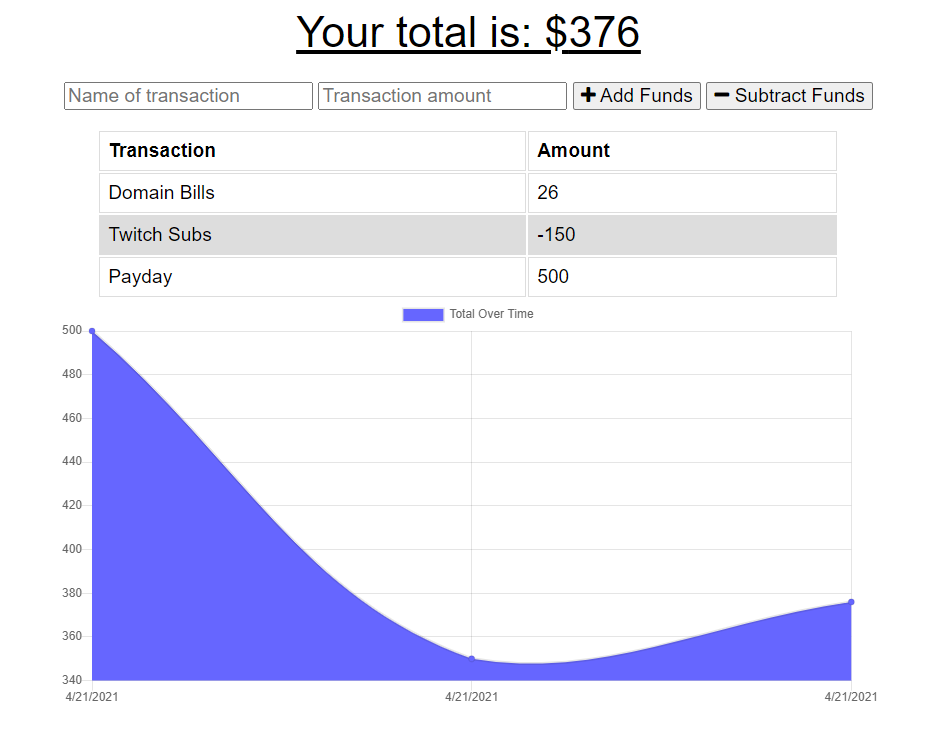 Your total is: $376
Name of transaction Transaction amount + Add Funds − Subtract Funds
Transaction Amount
Domain Bills 26
Twitch Subs -150
Payday 500
Total Over Time
500
480
460
440
420
400
380
360
340
4/21/2021 4/21/2021 4/21/2021